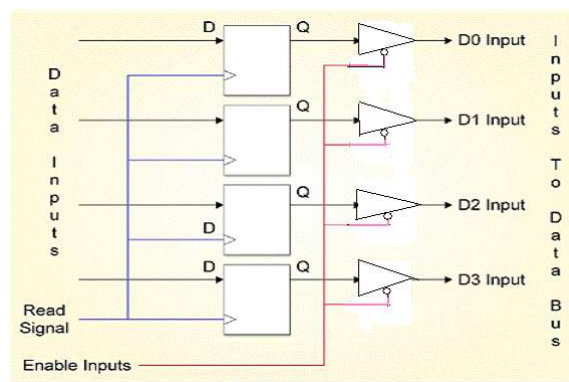 D
Q
D0 Input
Data Inputs
Q
D1 Input
Q
D2 Input
D
D
Q
D3 Input
Inputs To Data Bus
Read
Signal
Enable Inputs